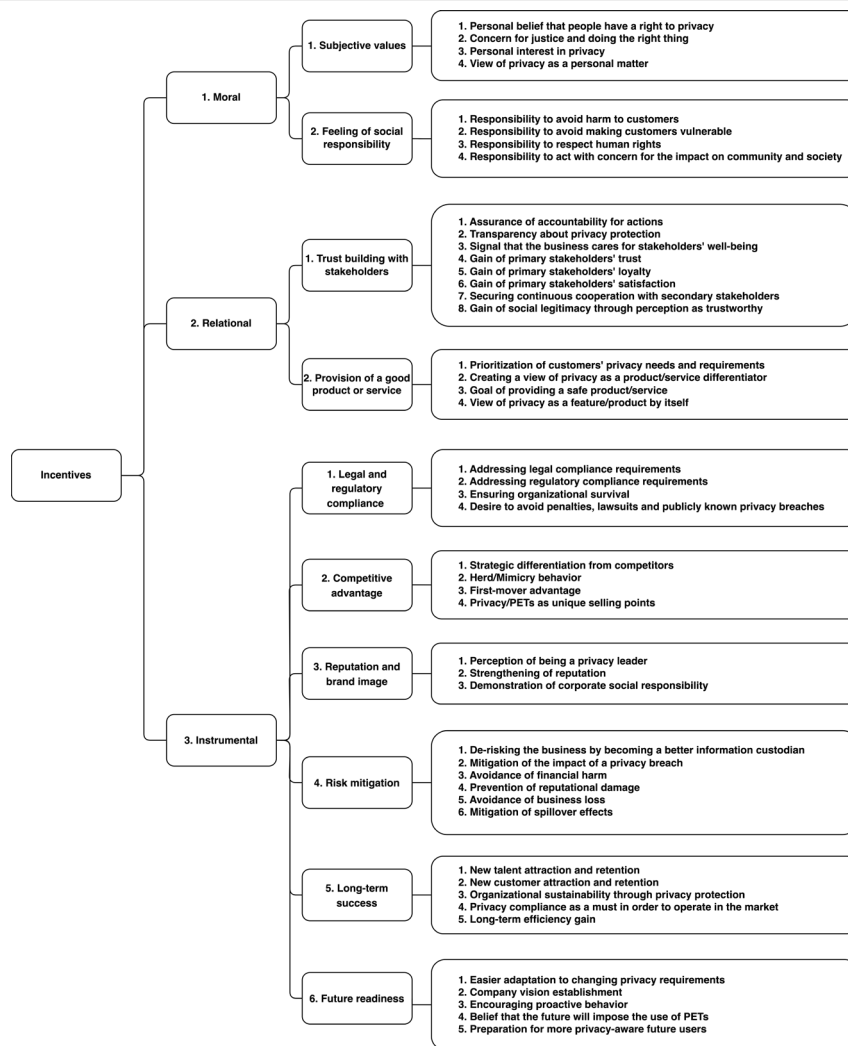 Incentives
1. Moral
1. Subjective values
1. Personal belief that people have a right to privacy
2. Concern for justice and doing the right thing
3. Personal interest in privacy
4. View of privacy as a personal matter
2. Feeling of social
responsibility
1. Responsibility to avoid harm to customers
2. Responsibility to avoid making customers vulnerable
3. Responsibility to respect human rights
4. Responsibility to act with concern for the impact on community and society
2. Relational
1. Trust building with
stakeholders
1. Assurance of accountability for actions
2. Transparency about privacy protection
3. Signal that the business cares for stakeholders' well-being
4. Gain of primary stakeholders' trust
5. Gain of primary stakeholders' loyalty
6. Gain of primary stakeholders' satisfaction
7. Securing continuous cooperation with secondary stakeholders
8. Gain of social legitimacy through perception as trustworthy
2. Provision of a good
product or service
1. Prioritization of customers' privacy needs and requirements
2. Creating a view of privacy as a product/service differentiator
3. Goal of providing a safe product/service
4. View of privacy as a feature/product by itself
3. Instrumental
1. Legal and
regulatory
compliance
1. Addressing legal compliance requirements
2. Addressing regulatory compliance requirements
3. Ensuring organizational survival
4. Desire to avoid penalties, lawsuits and publicly known privacy breaches
2. Competitive
advantage
1. Strategic differentiation from competitors
2. Herd/Mimicry behavior
3. First-mover advantage
4. Privacy/PETs as unique selling points
3. Reputation and
brand image
1. Perception of being a privacy leader
2. Strengthening of reputation
3. Demonstration of corporate social responsibility
4. Risk mitigation
1. De-risking the business by becoming a better information custodian
2. Mitigation of the impact of a privacy breach
3. Avoidance of financial harm
4. Prevention of reputational damage
5. Avoidance of business loss
6. Mitigation of spillover effects
5. Long-term
success
1. New talent attraction and retention
2. New customer attraction and retention
3. Organizational sustainability through privacy protection
4. Privacy compliance as a must in order to operate in the market
5. Long-term efficiency gain
6. Future readiness
1. Easier adaptation to changing privacy requirements
2. Company vision establishment
3. Encouraging proactive behavior
4. Belief that the future will impose the use of PETs
5. Preparation for more privacy-aware future users